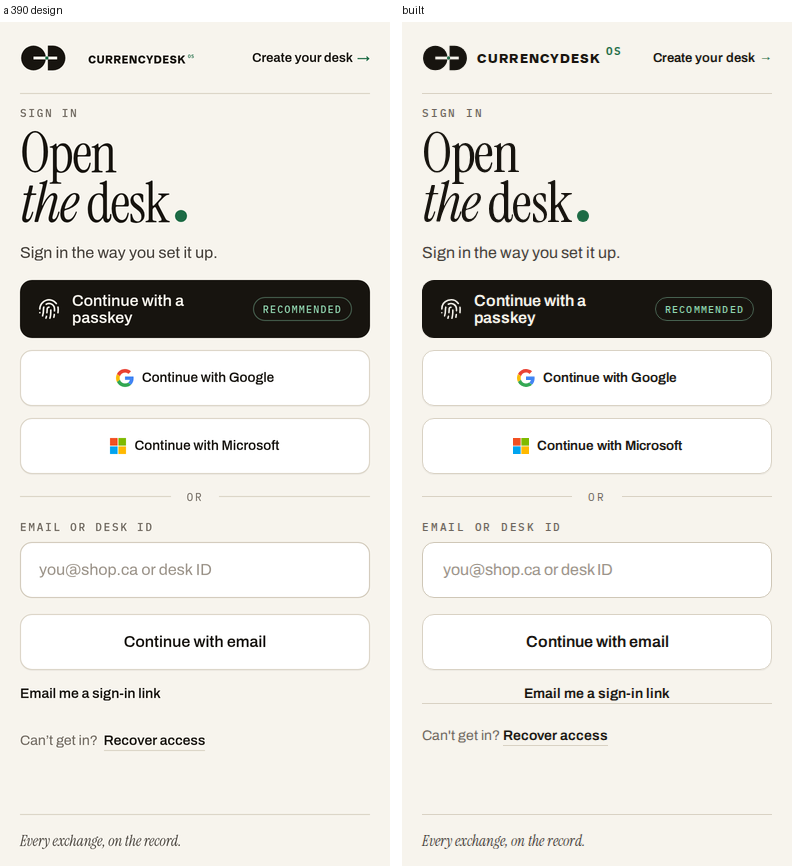 a 390 design
CURRENCYDESK OS
Create your desk →
SIGN IN
Open
the desk.
Sign in the way you set it up.
Continue with a
passkey
RECOMMENDED
Continue with Google
Continue with Microsoft
OR
EMAIL OR DESK ID
you@shop.ca or desk ID
Continue with email
Email me a sign-in link
Can’t get in? Recover access
Every exchange, on the record.
built
CURRENCYDESK OS
Create your desk →
SIGN IN
Open
the desk.
Sign in the way you set it up.
Continue with a
passkey
RECOMMENDED
Continue with Google
Continue with Microsoft
OR
EMAIL OR DESK ID
you@shop.ca or desk ID
Continue with email
Email me a sign-in link
Can't get in? Recover access
Every exchange, on the record.